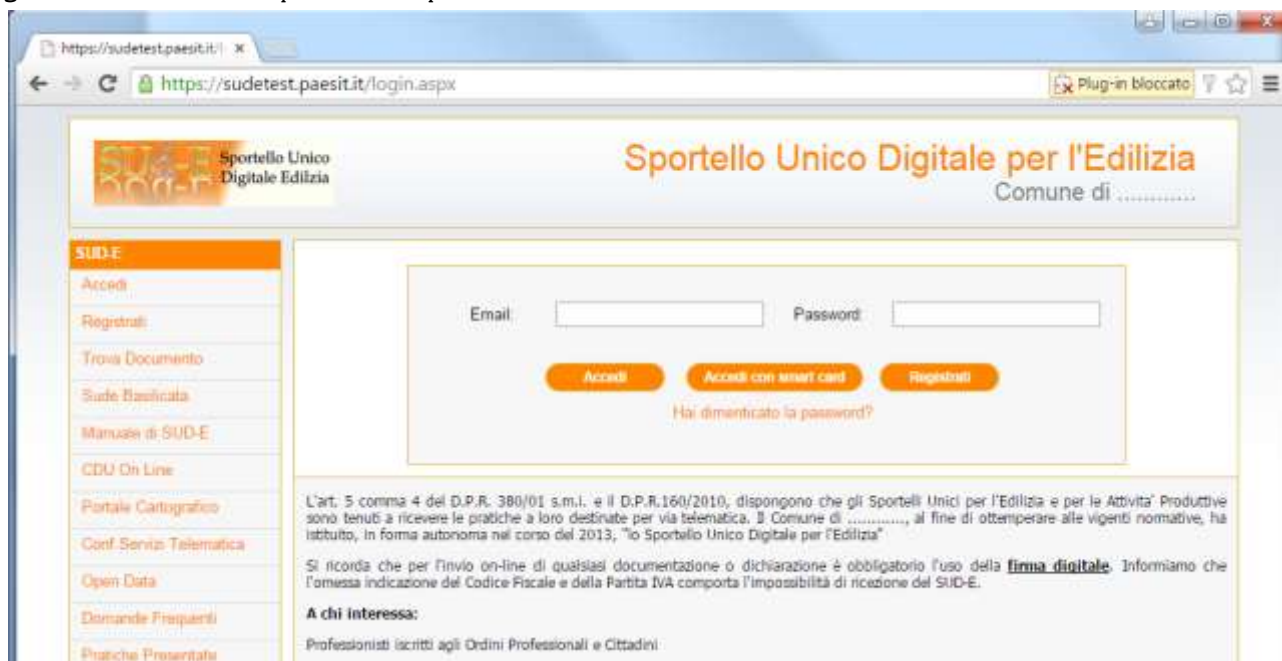 https://sudetest.paesit.it/l
https://sudetest.paesit.it/login.aspx
Plug-in bloccato
SUD-E
Sportello Unico
Digitale Edilzia
Sportello Unico Digitale per l'Edilizia
Comune di ............
SUD-E
Accedi
Registrati
Trova Documento
Sude Basilicata
Manuale di SUD-E
CDU On Line
Portale Cartografico
Conf.Servizi Telematica
Open Data
Domande Frequenti
Pratiche Presentate
Email:
Password:
Accedi
Accedi con smart card
Registrati
Hai dimenticato la password?
L'art. 5 comma 4 del D.P.R. 380/01 s.m.i. e il D.P.R.160/2010, dispongono che gli Sportelli Unici per l'Edilizia e per le Attivita' Produttive
sono tenuti a ricevere le pratiche a loro destinate per via telematica. Il Comune di ............., al fine di ottemperare alle vigenti normative, ha
istituito, in forma autonoma nel corso del 2013, "lo Sportello Unico Digitale per l'Edilizia"
Si ricorda che per l'invio on-line di qualsiasi documentazione o dichiarazione è obbligatorio l'uso della firma digitale. Informiamo che
l'omessa indicazione del Codice Fiscale e della Partita IVA comporta l'impossibilità di ricezione del SUD-E.
A chi interessa:
Professionisti iscritti agli Ordini Professionali e Cittadini